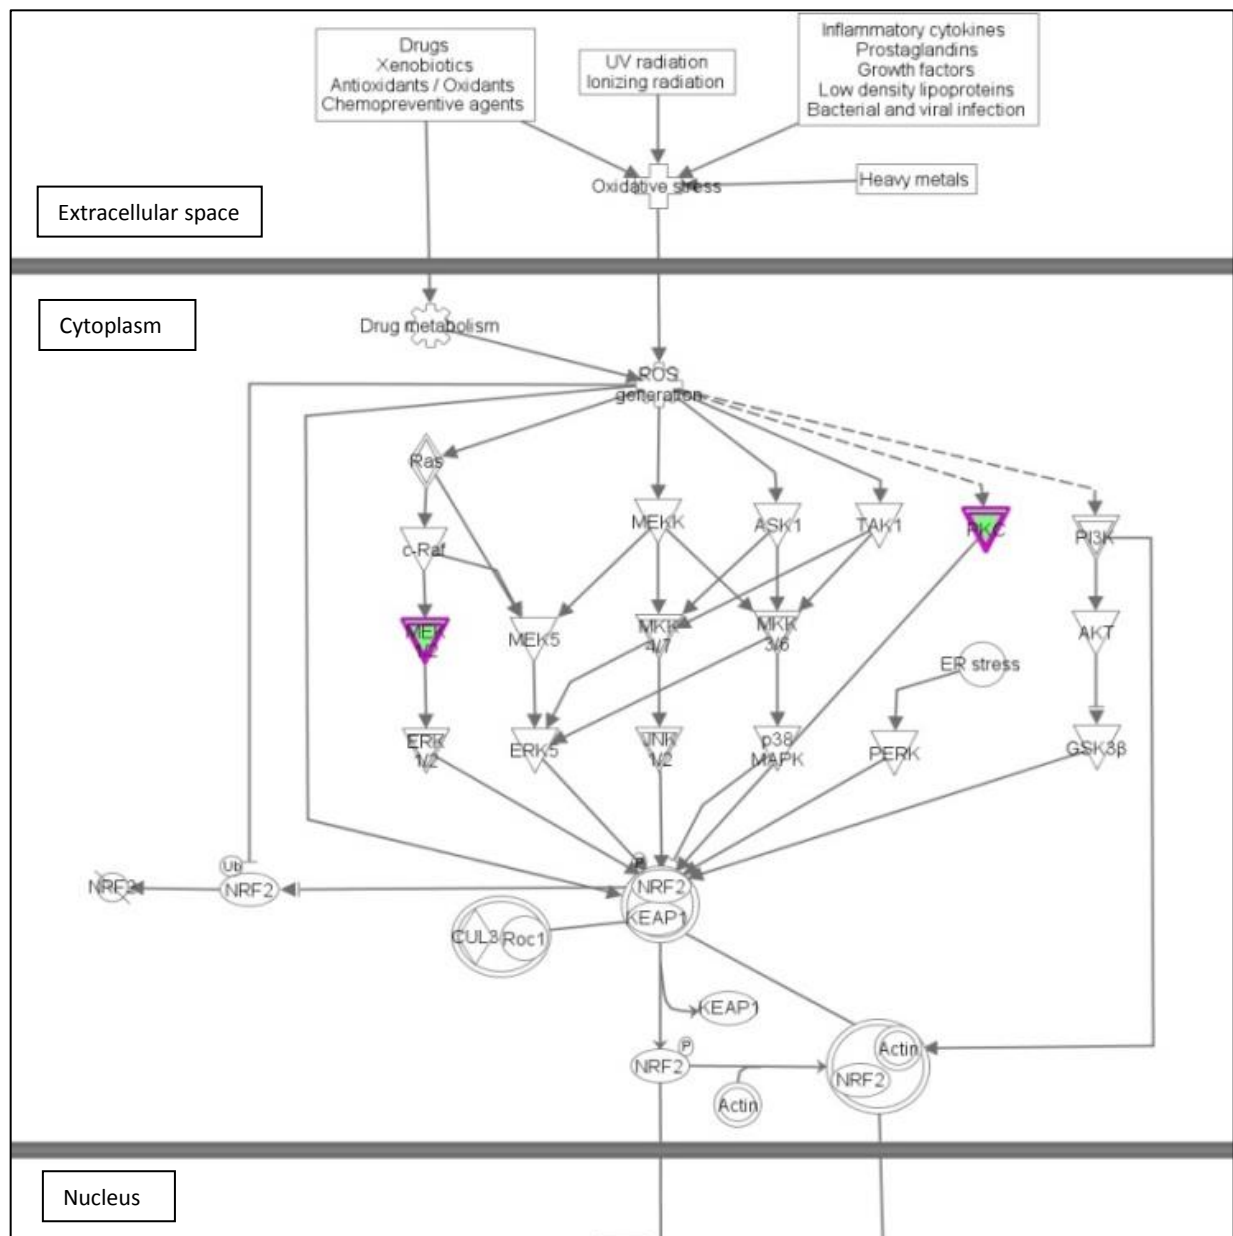 Drugs
Xenobiotics
Antioxidants / Oxidants
Chemopreventive agents
UV radiation
Ionizing radiation
Inflammatory cytokines
Prostaglandins
Growth factors
Low density lipoproteins
Bacterial and viral infection
Oxidative stress
Heavy metals
Extracellular space
Cytoplasm
Drug metabolism
ROS
generation
Ras
MEKK
ASK1
TAK1
PKC
PI3K
c-Raf
MEK
1/2
MEK5
MKK
4/7
MKK
3/6
AKT
ER stress
ERK
1/2
ERK5
JNK
1/2
p38
MAPK
PERK
GSK3β
P
Ub
NRF2
NRF2
NRF2
KEAP1
CUL3
Roc1
KEAP1
P
NRF2
Actin
Actin
NRF2
Nucleus